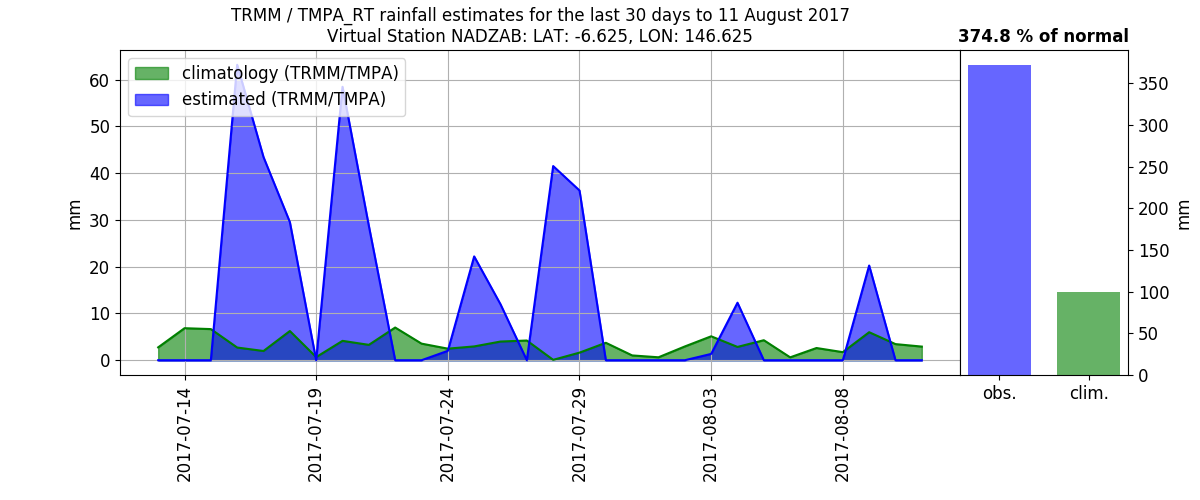 TRMM / TMPA_RT rainfall estimates for the last 30 days to 11 August 2017
Virtual Station NADZAB: LAT: -6.625, LON: 146.625
374.8 % of normal
climatology (TRMM/TMPA)
estimated (TRMM/TMPA)
mm
60
50
40
30
20
10
0
2017-07-14
2017-07-19
2017-07-24
2017-07-29
2017-08-03
2017-08-08
350
300
250
200
150
100
50
0
mm
obs.
clim.